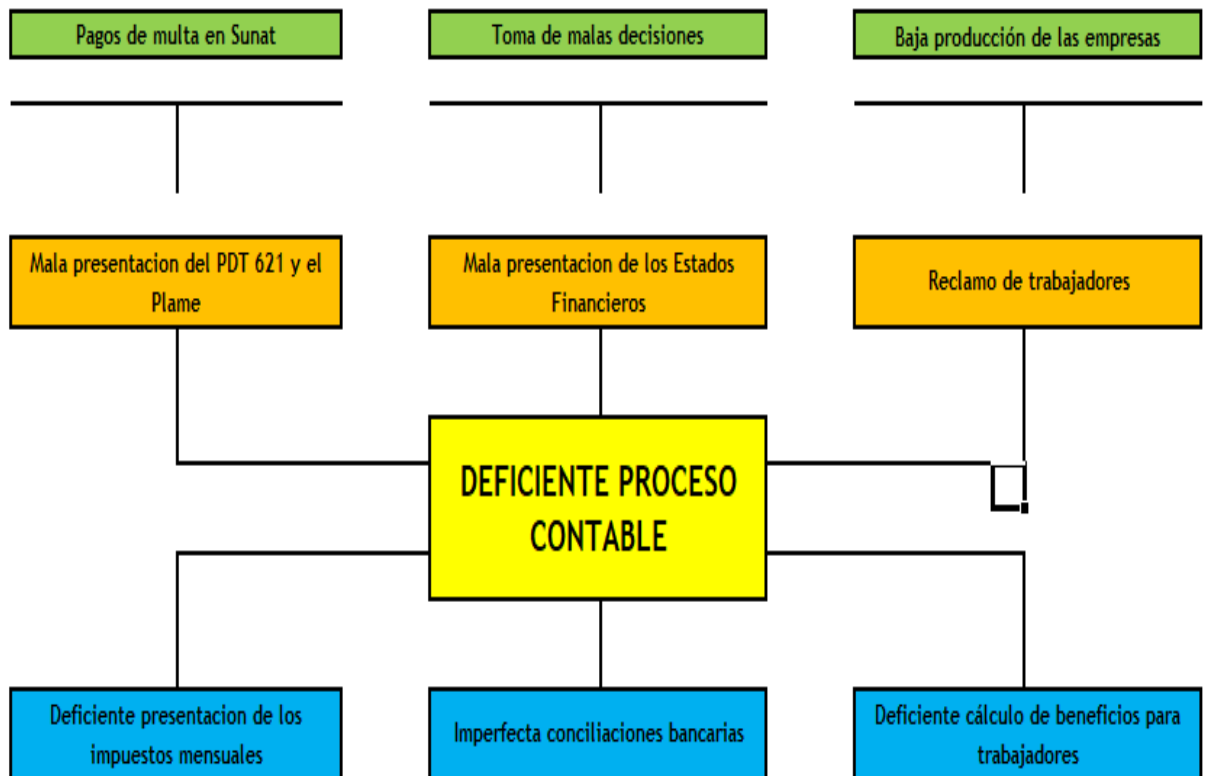 Pagos de multa en Sunat
Toma de malas decisiones
Baja producción de las empresas
Mala presentacion del PDT 621 y el
Plame
Mala presentacion de los Estados
Financieros
Reclamo de trabajadores
DEFICIENTE PROCESO
CONTABLE
Deficiente presentacion de los
impuestos mensuales
Imperfecta conciliaciones bancarias
Deficiente cálculo de beneficios para
trabajadores